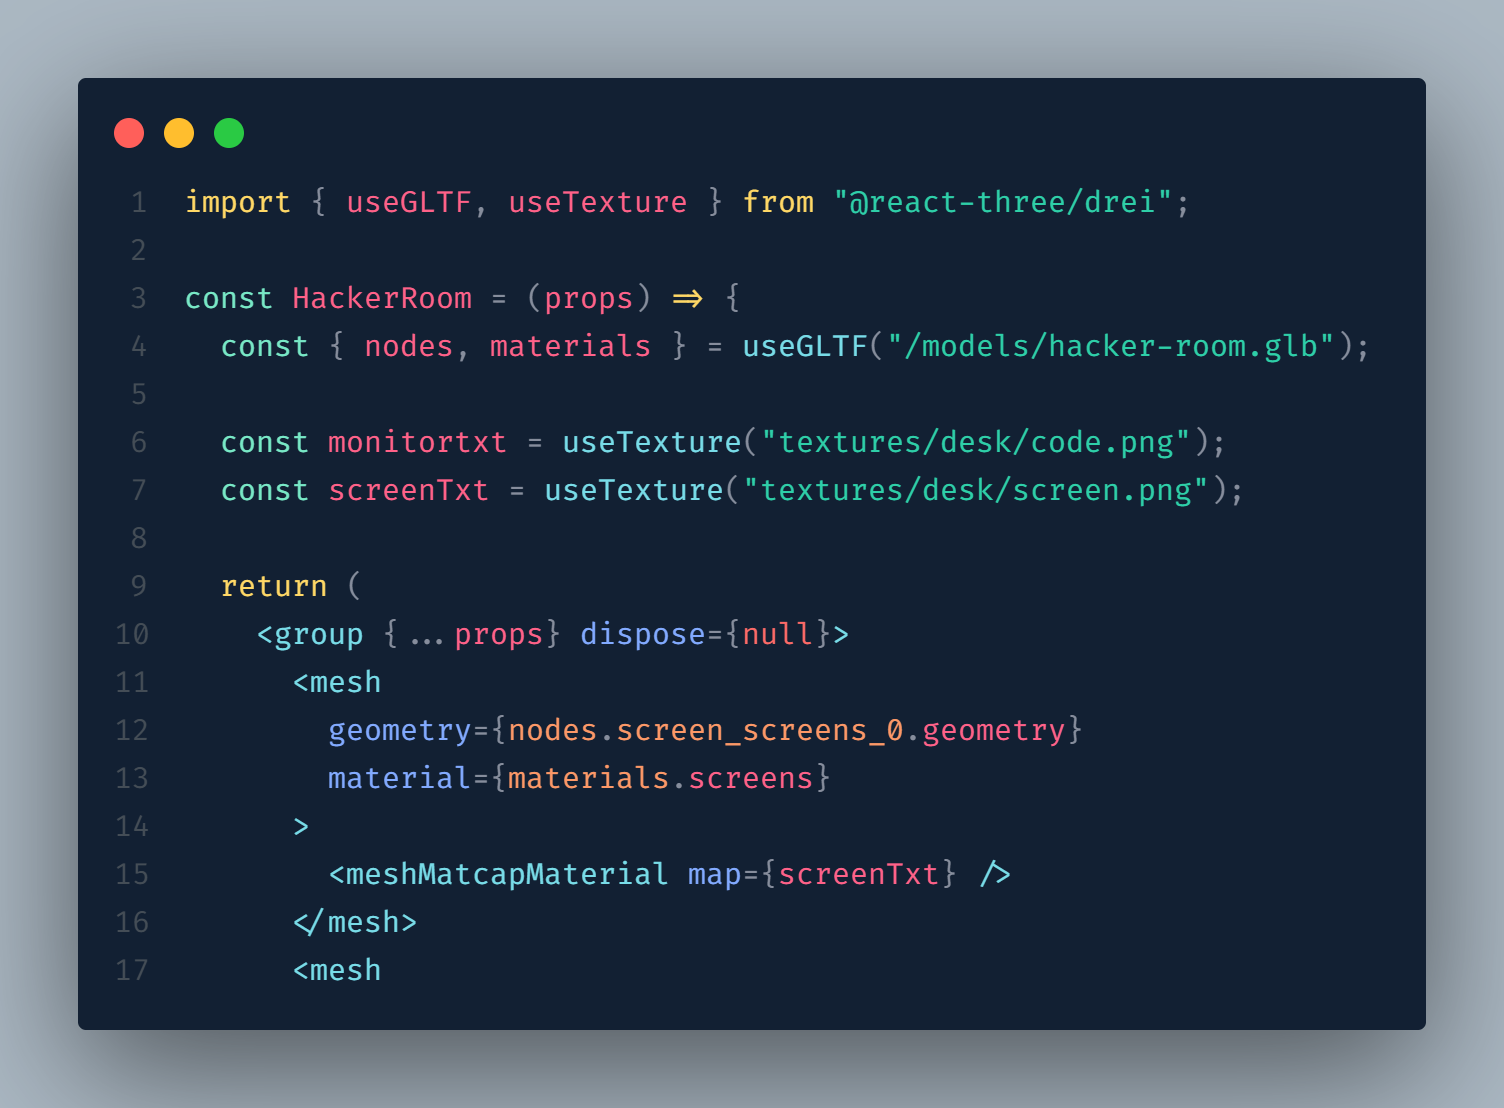 1 import { useGLTF, useTexture } from "@react-three/drei";
2
3 const HackerRoom = (props) => {
4   const { nodes, materials } = useGLTF("/models/hacker-room.glb");
5
6   const monitortxt = useTexture("textures/desk/code.png");
7   const screenTxt = useTexture("textures/desk/screen.png");
8
9   return (
10     <group {...props} dispose={null}>
11       <mesh
12         geometry={nodes.screen_screens_0.geometry}
13         material={materials.screens}
14       >
15         <meshMatcapMaterial map={screenTxt} />
16       </mesh>
17       <mesh